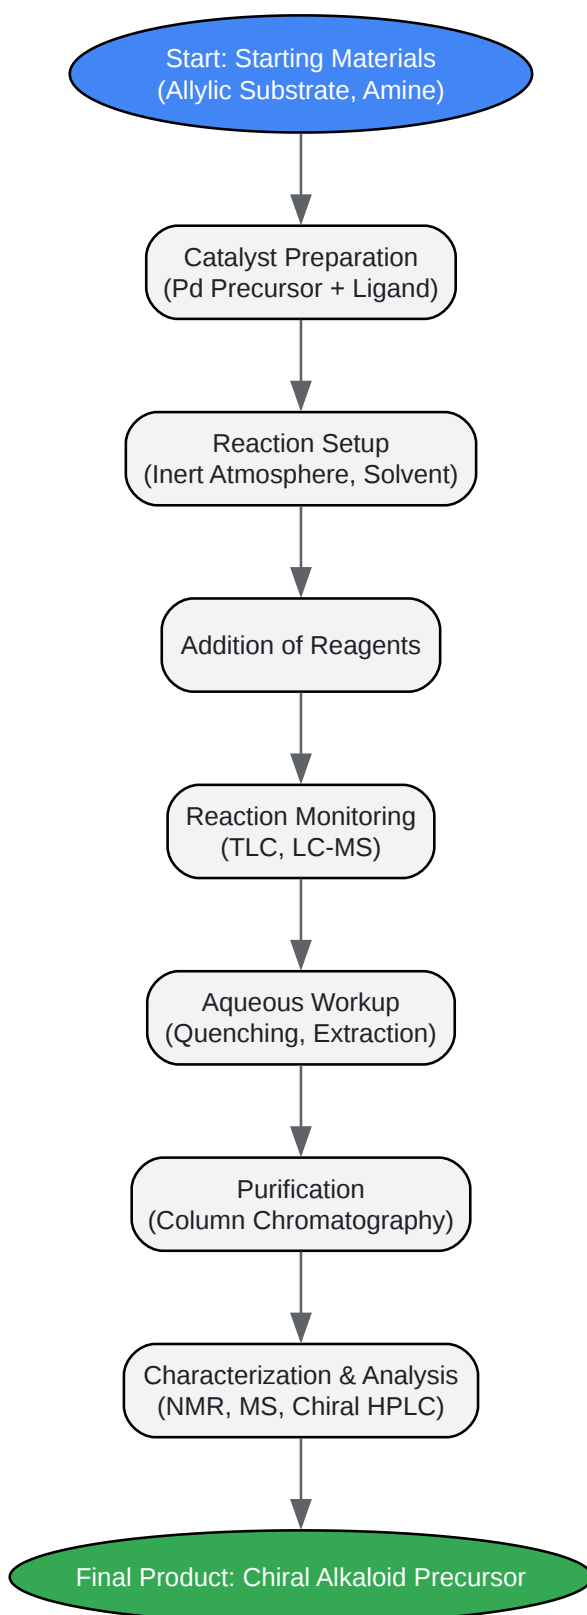 Start: Starting Materials
(Allylic Substrate, Amine)
Catalyst Preparation
(Pd Precursor + Ligand)
Reaction Setup
(Inert Atmosphere, Solvent)
Addition of Reagents
Reaction Monitoring
(TLC, LC-MS)
Aqueous Workup
(Quenching, Extraction)
Purification
(Column Chromatography)
Characterization & Analysis
(NMR, MS, Chiral HPLC)
Final Product: Chiral Alkaloid Precursor